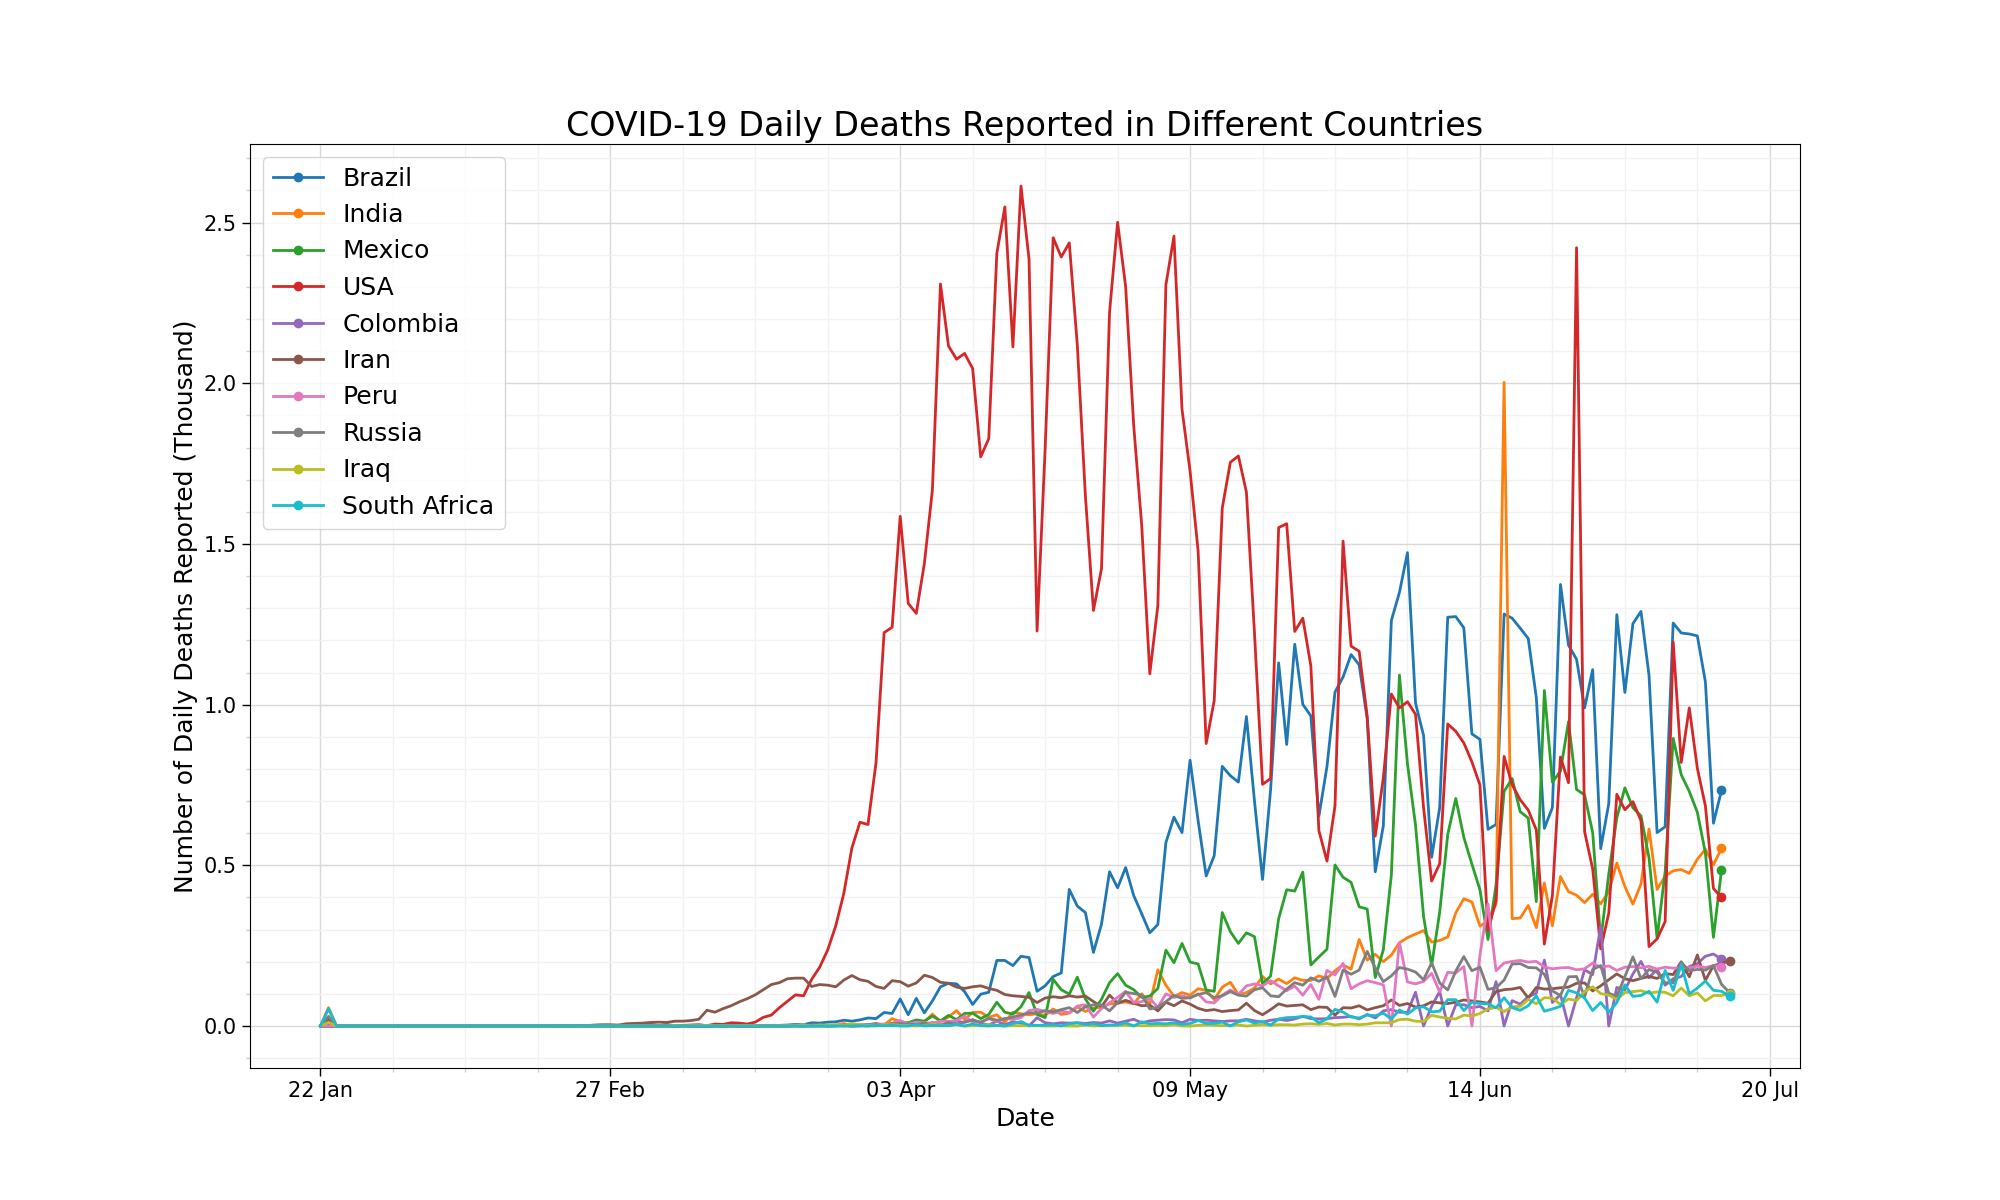 COVID-19 Daily Deaths Reported in Different Countries
Number of Daily Deaths Reported (Thousand)
2.5
2.0
1.5
1.0
0.5
0.0
Brazil
India
Mexico
USA
Colombia
Iran
Peru
Russia
Iraq
South Africa
22 Jan
27 Feb
03 Apr
09 May
14 Jun
20 Jul
Date